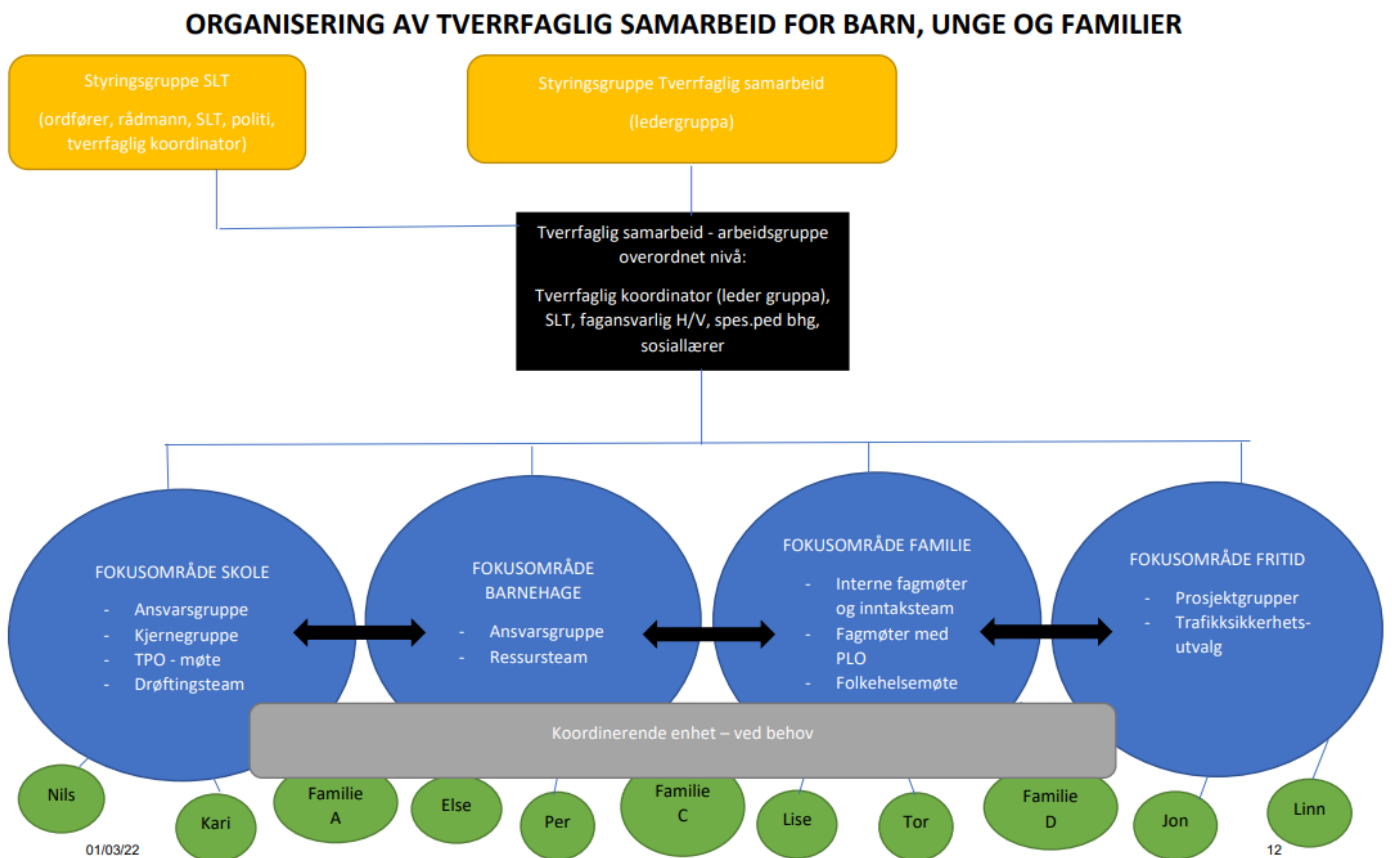 ORGANISERING AV TVERRFAGLIG SAMARBEID FOR BARN, UNGE OG FAMILIER
Styringsgruppe SLT
(ordfører, rådmann, SLT, politi,
tverrfaglig koordinator)
Styringsgruppe Tverrfaglig samarbeid
(ledergruppa)
Tverrfaglig samarbeid - arbeidsgruppe
overordnet nivå:
Tverrfaglig koordinator (leder gruppa),
SLT, fagansvarlig H/V, spes.ped bhg,
sosiallærer
FOKUSOMRÅDE SKOLE
- Ansvarsgruppe
- Kjernegruppe
- TPO - møte
- Drøftingsteam
FOKUSOMRÅDE
BARNEHAGE
- Ansvarsgruppe
- Ressursteam
FOKUSOMRÅDE FAMILIE
- Interne fagmøter
og inntaksteam
- Fagmøter med
PLO
- Folkehelsemøte
FOKUSOMRÅDE FRITID
- Prosjektgrupper
- Trafikksikkerhets-
utvalg
Koordinerende enhet – ved behov
Nils
Kari
Familie
A
Else
Per
Familie
C
Lise
Tor
Familie
D
Jon
Linn
01/03/22
12